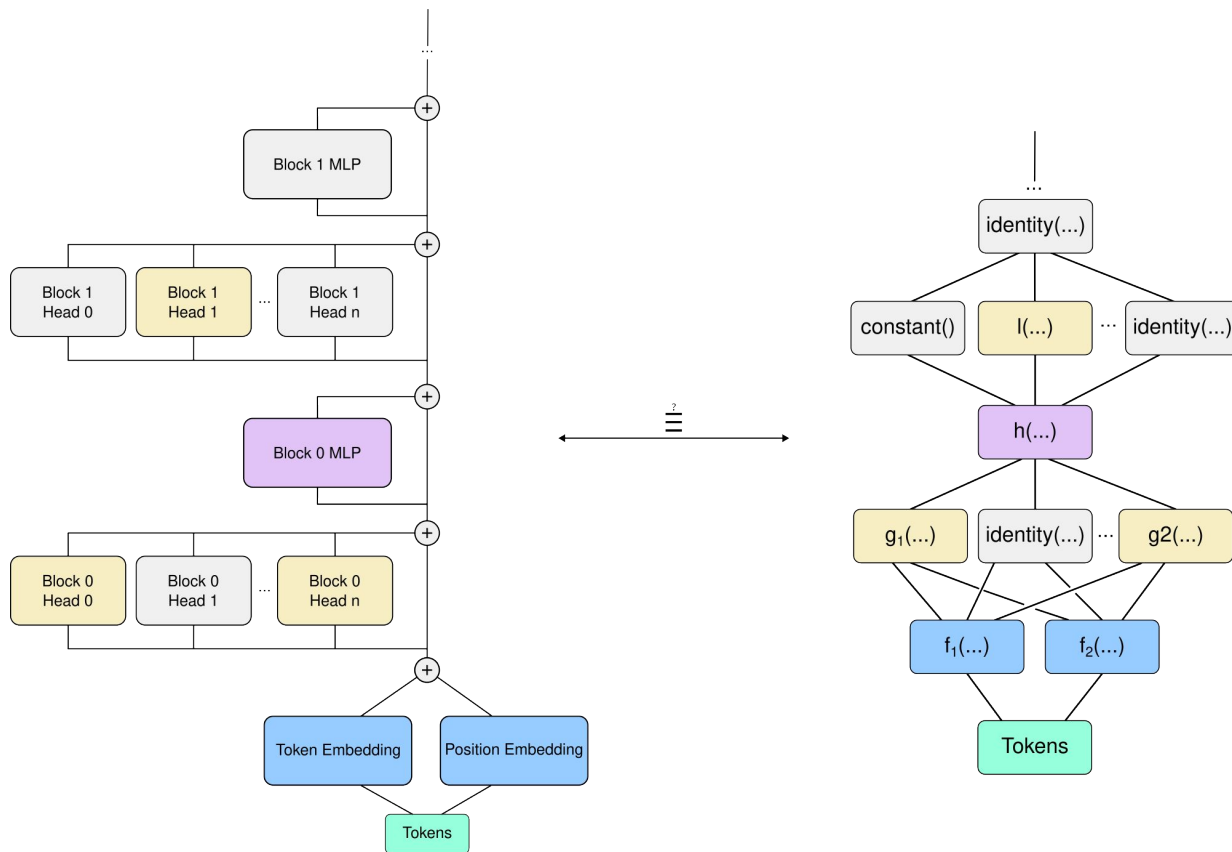 ...
+
Block 1 MLP
+
Block 1
Head 0
Block 1
Head 1
...
Block 1
Head n
+
Block 0 MLP
+
Block 0
Head 0
Block 0
Head 1
...
Block 0
Head n
+
Token Embedding
Position Embedding
Tokens
?
≡
...
identity(...)
constant()
l(...)
...
identity(...)
h(...)
g₁(...)
identity(...)
...
g2(...)
f₁(...)
f₂(...)
Tokens